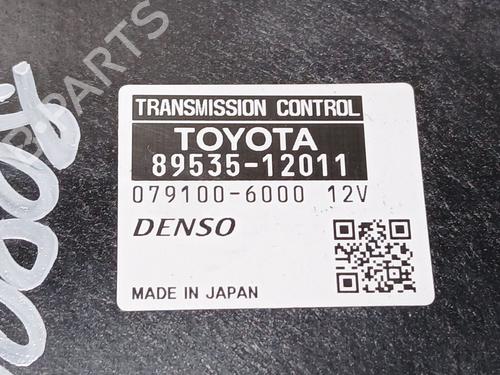 TRANSMISSION CONTROL
TOYOTA
89535-12011
079100-6000 12V
DENSO
MADE IN JAPAN